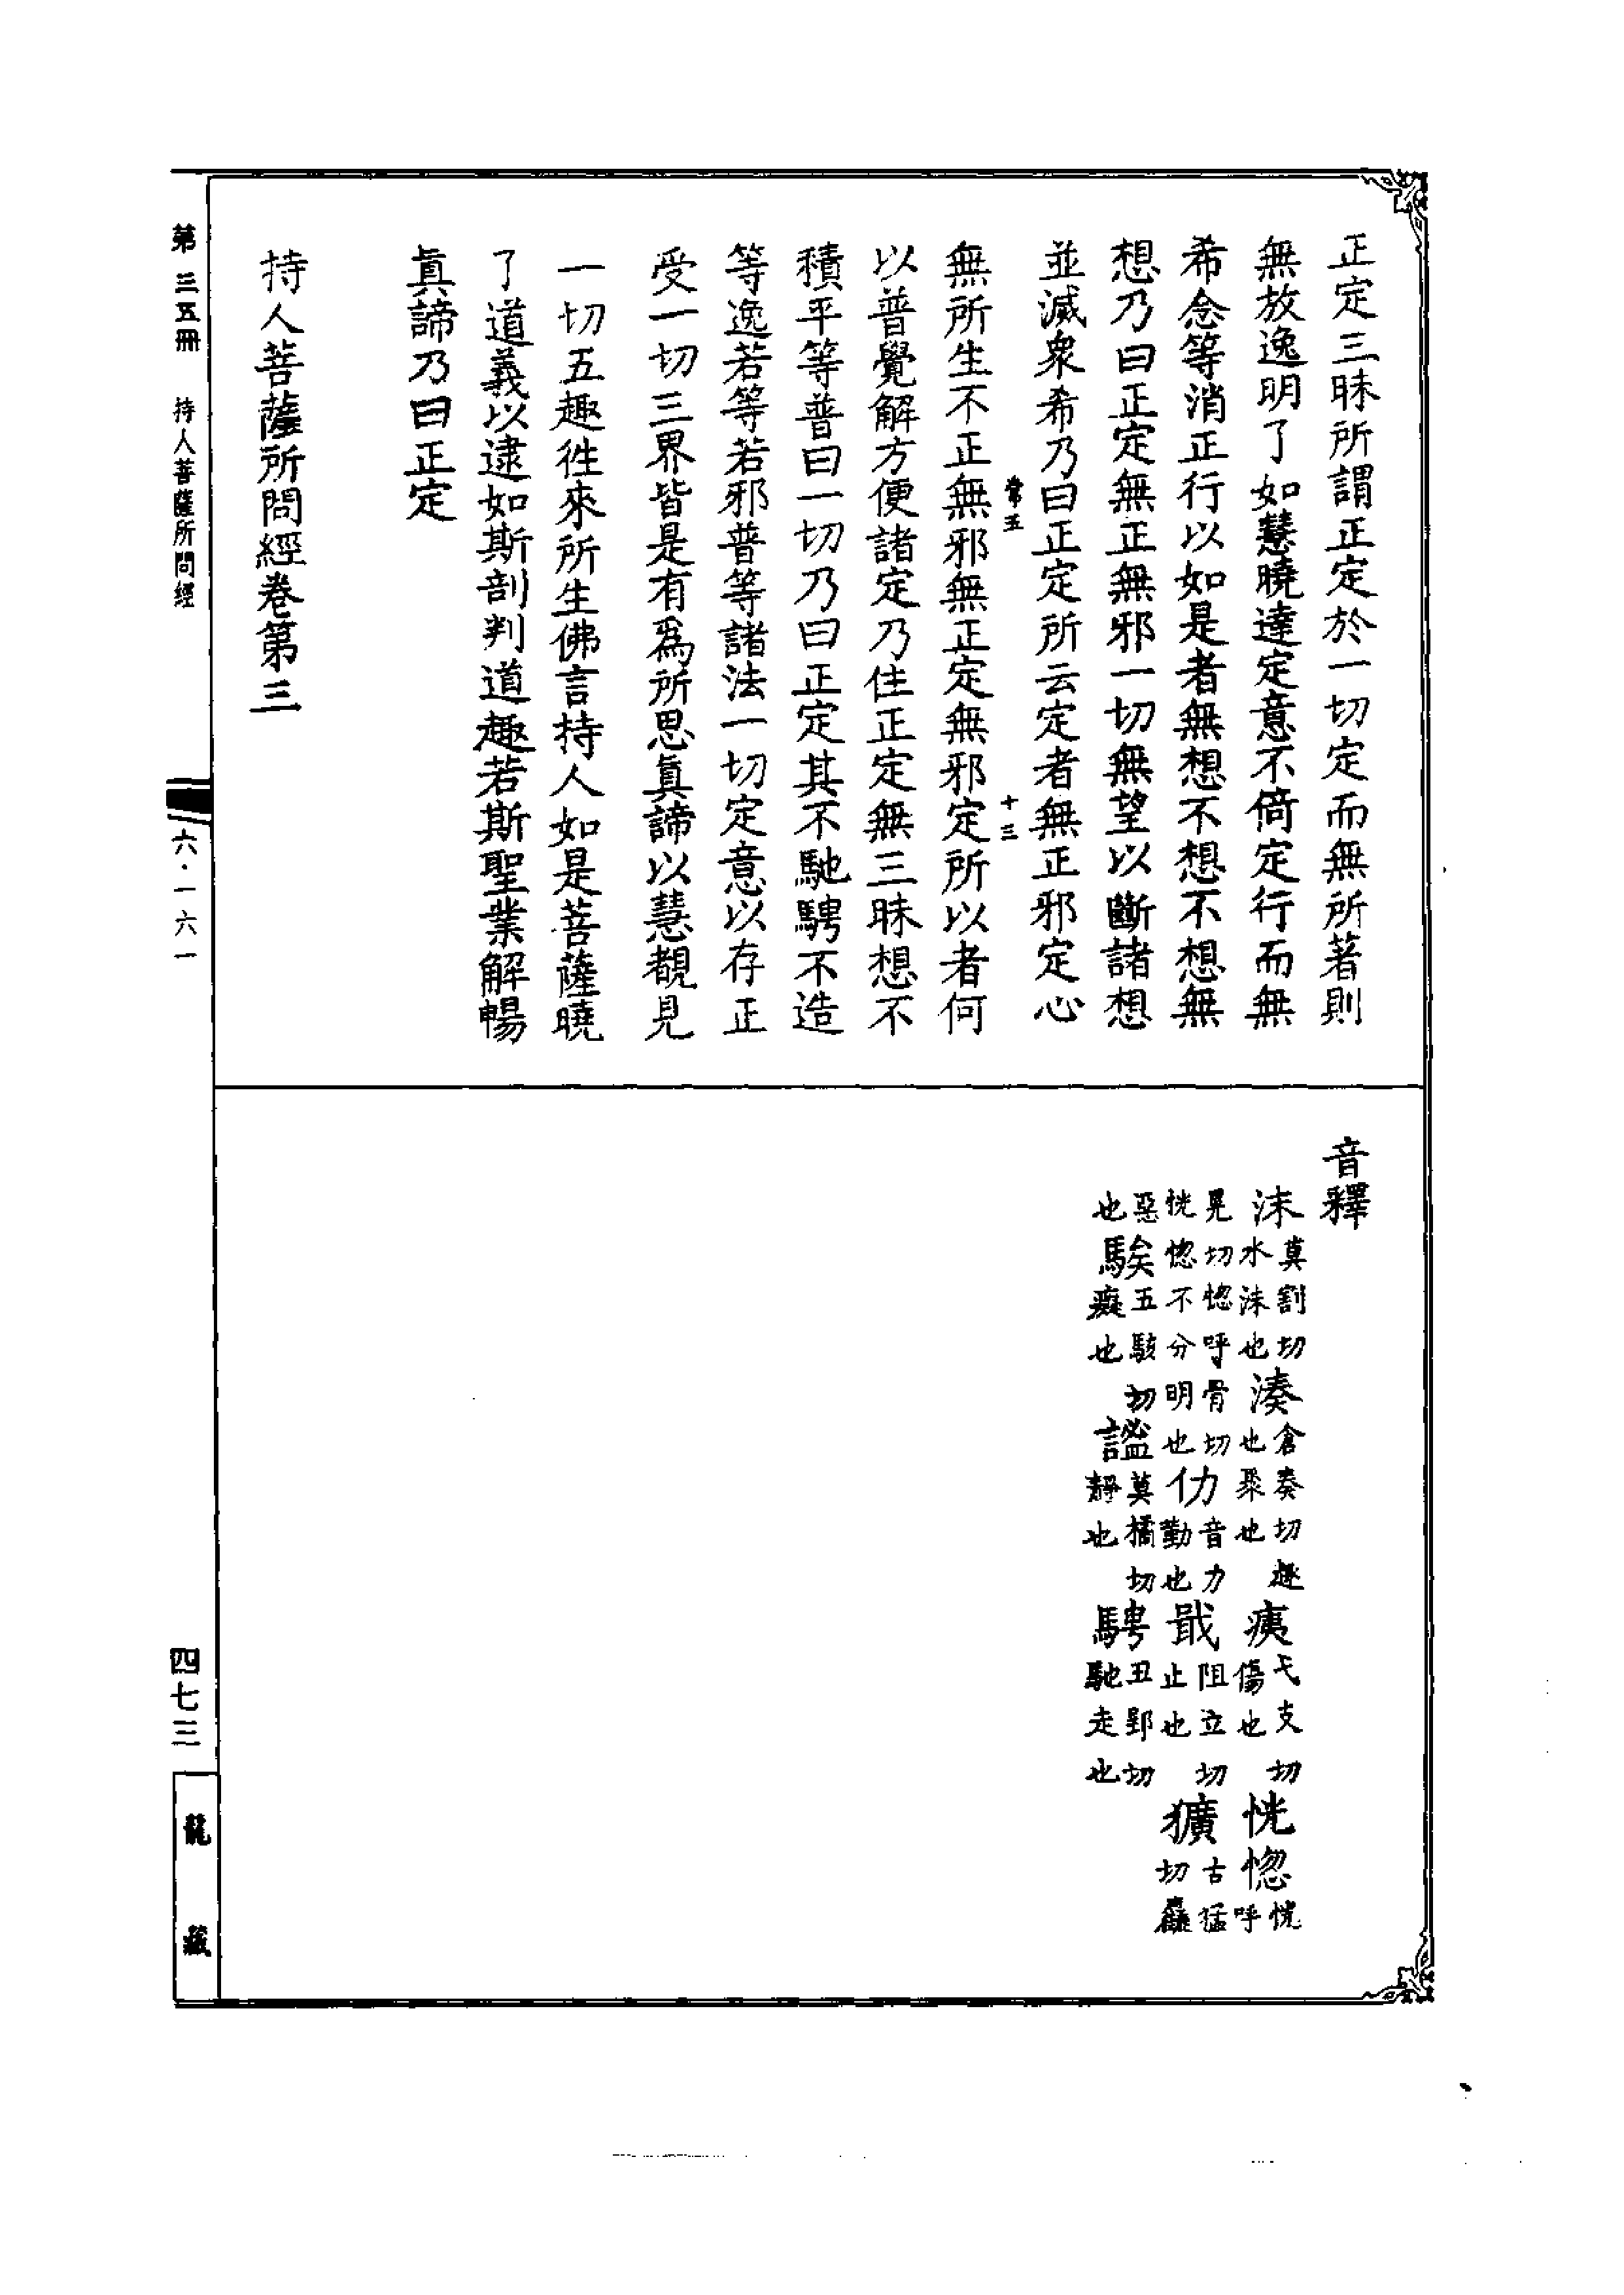 正定三昧所謂正定於一切定而無所著則
無放逸明了如慧曉達定意不倚定行而無
希念等消正行以如是者無想不想不想無
想乃曰正定無正無邪一切無望以斷諸想
並滅衆希乃曰正定所云定者無正邪定心
常五 十三
無所生不正無邪無正定無邪定所以者何
以普覺解方便諸定乃住正定無三昧想不
積平等普曰一切乃曰正定其不馳騁不造
等逸若等若邪普等諸法一切定意以存正
受一切三界皆是有爲所思眞諦以慧覩見
一切五趣徃來所生佛言持人如是菩薩曉
了道義以逮如斯剖判道趣若斯聖業解暢
眞諦乃曰正定
持人菩薩所問經卷第三
音釋
沫莫割切水沫也湊倉奏切趣也聚也痍弋支切傷也恍惚恍呼
晃切惚呼骨切恍惚不分明也仂音力勤也戢阻立切止也獷古猛切麤
惡也騃五駭切癡也謐莫橘切靜也騁丑郢切馳走也
第三五冊 持人菩薩所問經 六·一六一 四七三 龍藏